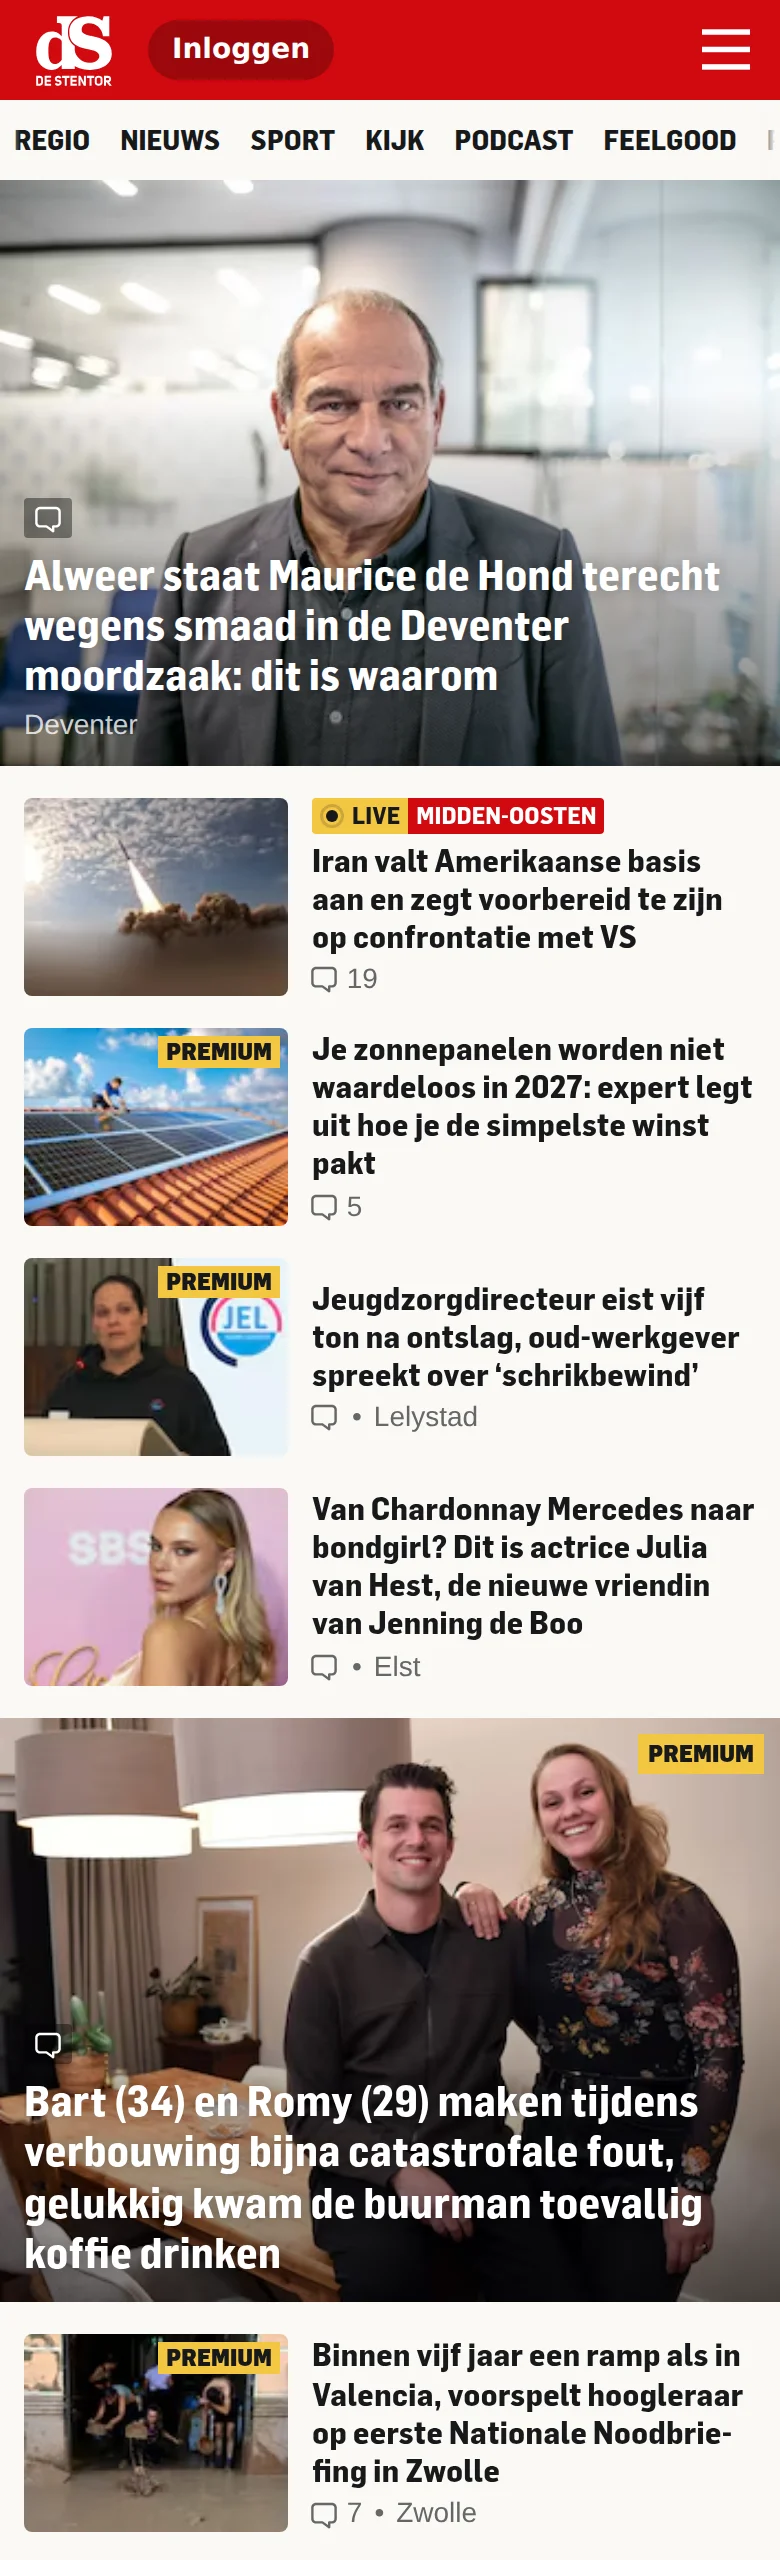 dS
DE STENTOR
Inloggen
REGIO NIEUWS SPORT KIJK PODCAST FEELGOOD
Alweer staat Maurice de Hond terecht
wegens smaad in de Deventer
moordzaak: dit is waarom
Deventer
LIVE MIDDEN-OOSTEN
Iran valt Amerikaanse basis
aan en zegt voorbereid te zijn
op confrontatie met VS
19
PREMIUM
Je zonnepanelen worden niet
waardeloos in 2027: expert legt
uit hoe je de simpelste winst
pakt
5
PREMIUM
JEL
Jeugdzorgdirecteur eist vijf
ton na ontslag, oud-werkgever
spreekt over ‘schrikbewind’
• Lelystad
SBS
Van Chardonnay Mercedes naar
bondgirl? Dit is actrice Julia
van Hest, de nieuwe vriendin
van Jenning de Boo
• Elst
PREMIUM
Bart (34) en Romy (29) maken tijdens
verbouwing bijna catastrofale fout,
gelukkig kwam de buurman toevallig
koffie drinken
PREMIUM
Binnen vijf jaar een ramp als in
Valencia, voorspelt hoogleraar
op eerste Nationale Noodbrie-
fing in Zwolle
7 • Zwolle